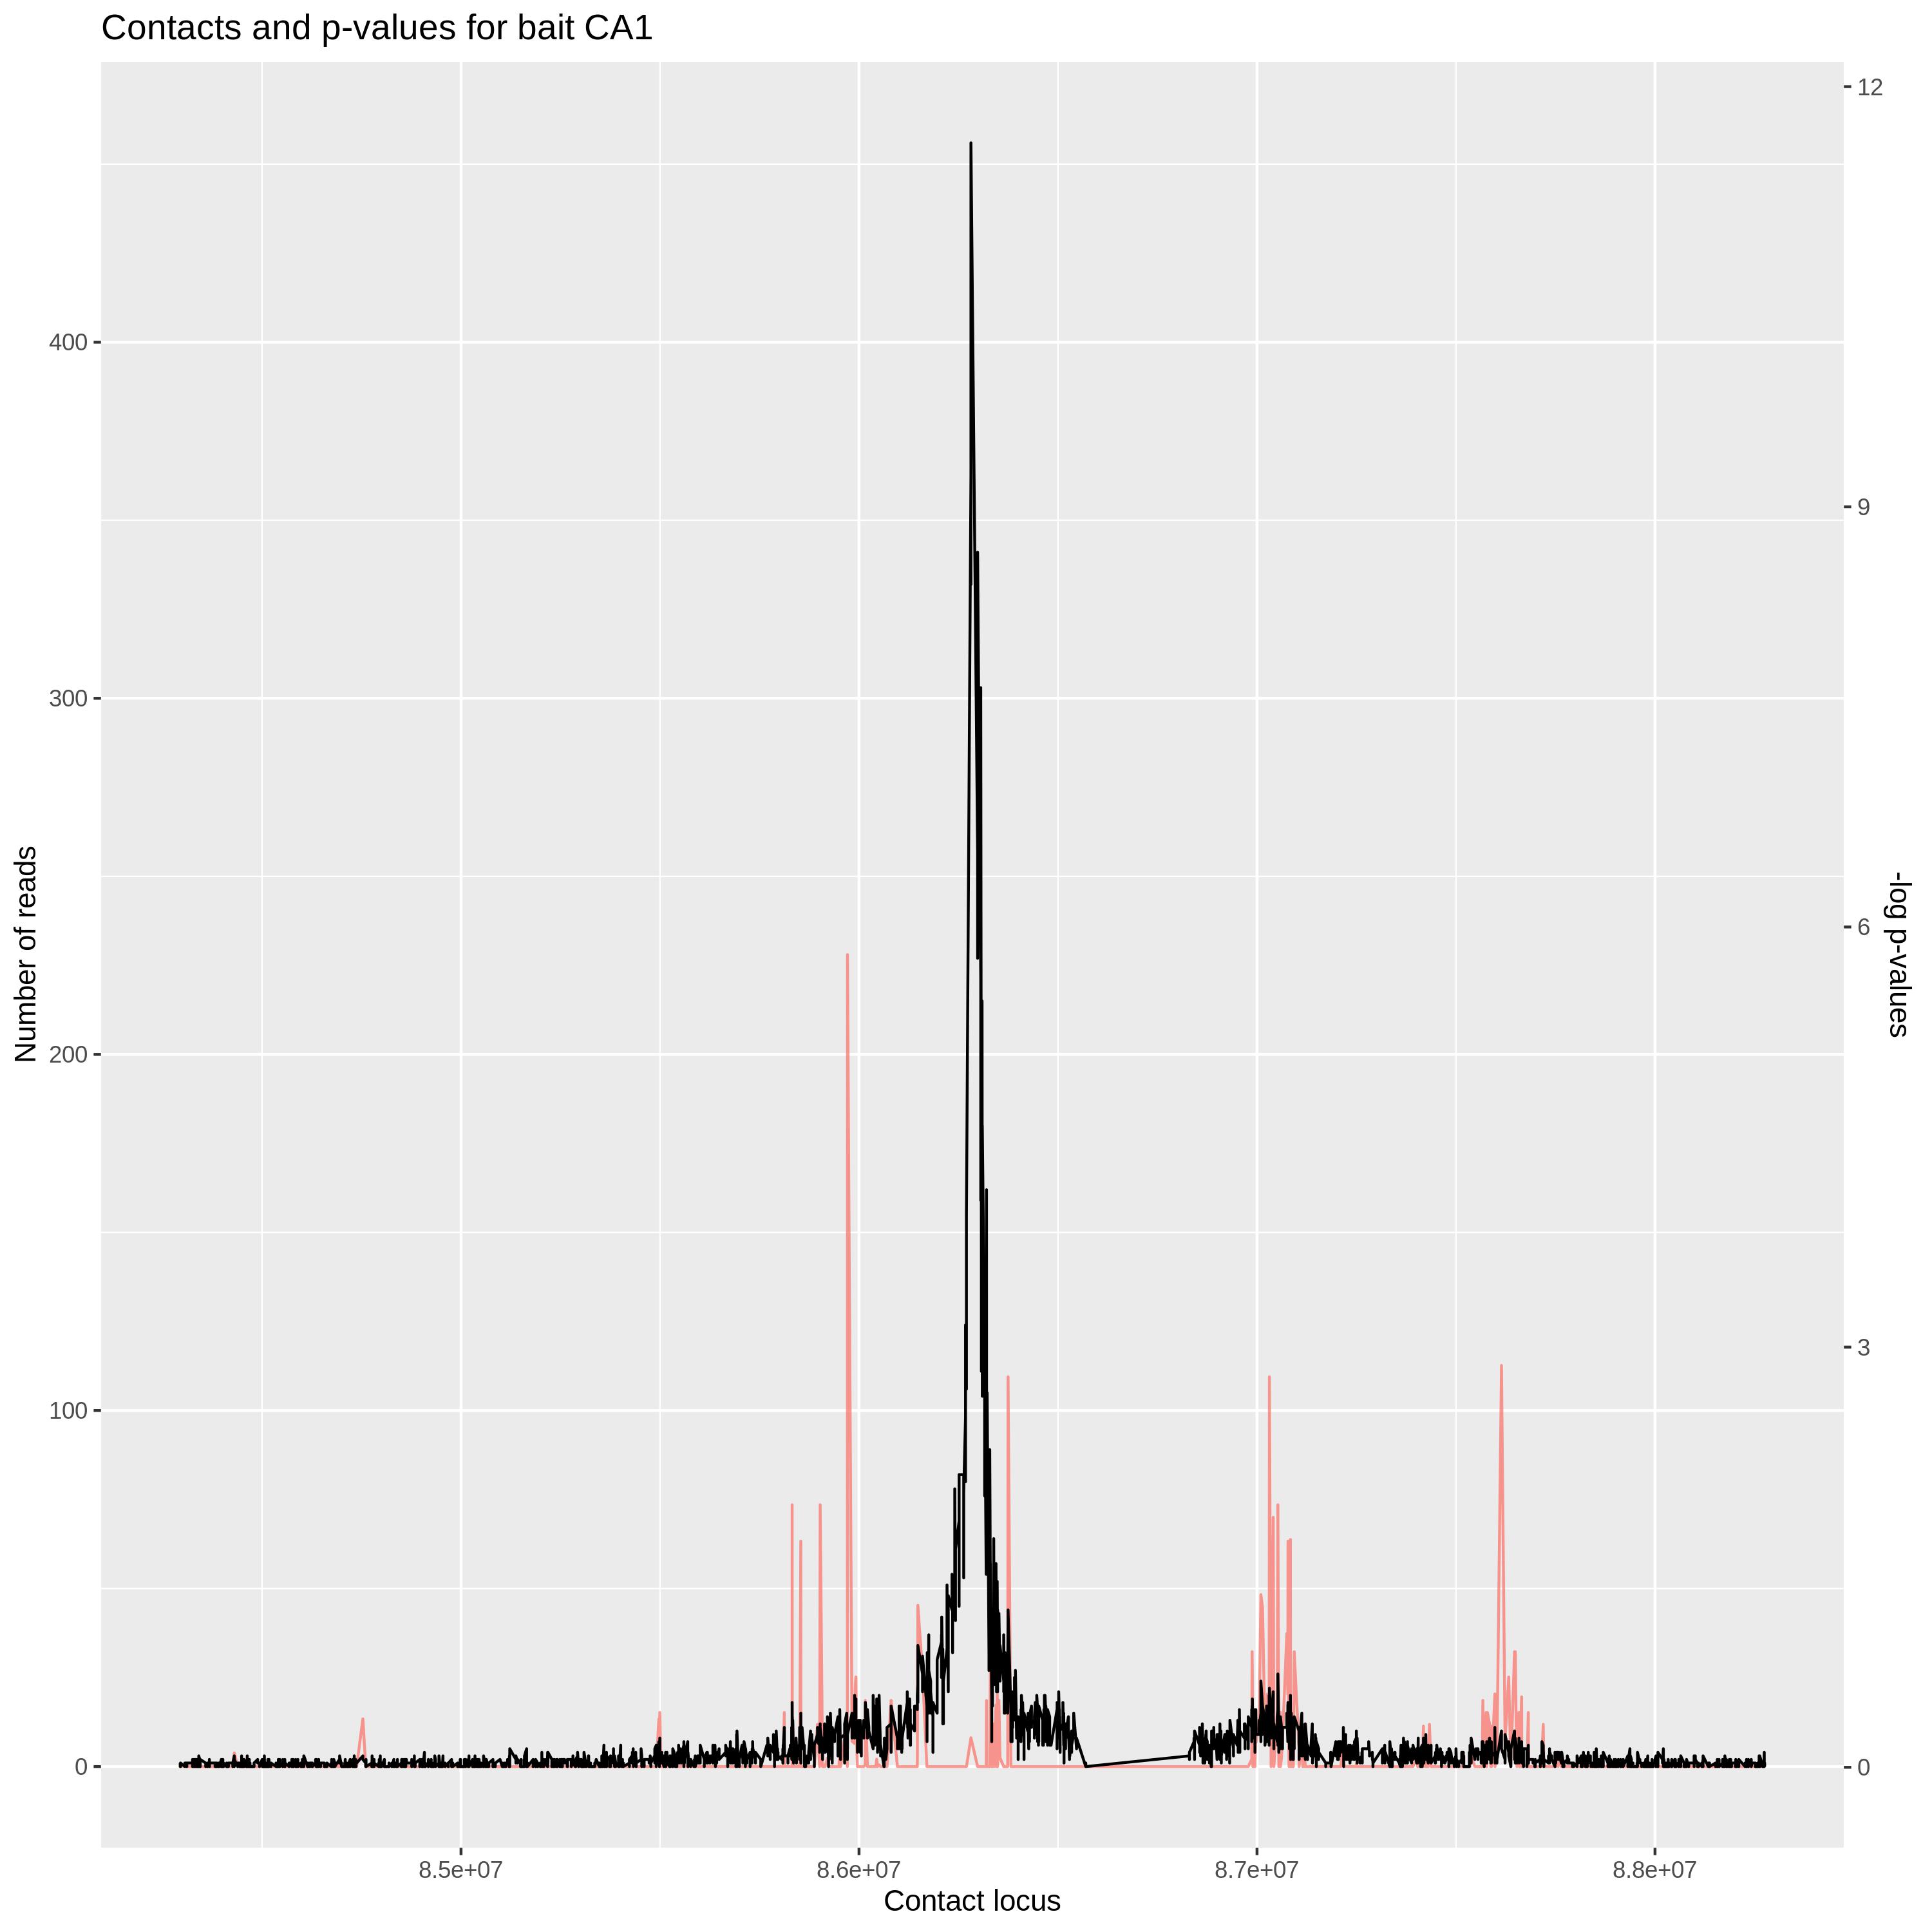 Contacts and p-values for bait CA1
12
9
6
3
0
-log p-values
400
300
200
100
0
Number of reads
8.5e+07 8.6e+07 8.7e+07 8.8e+07
Contact locus